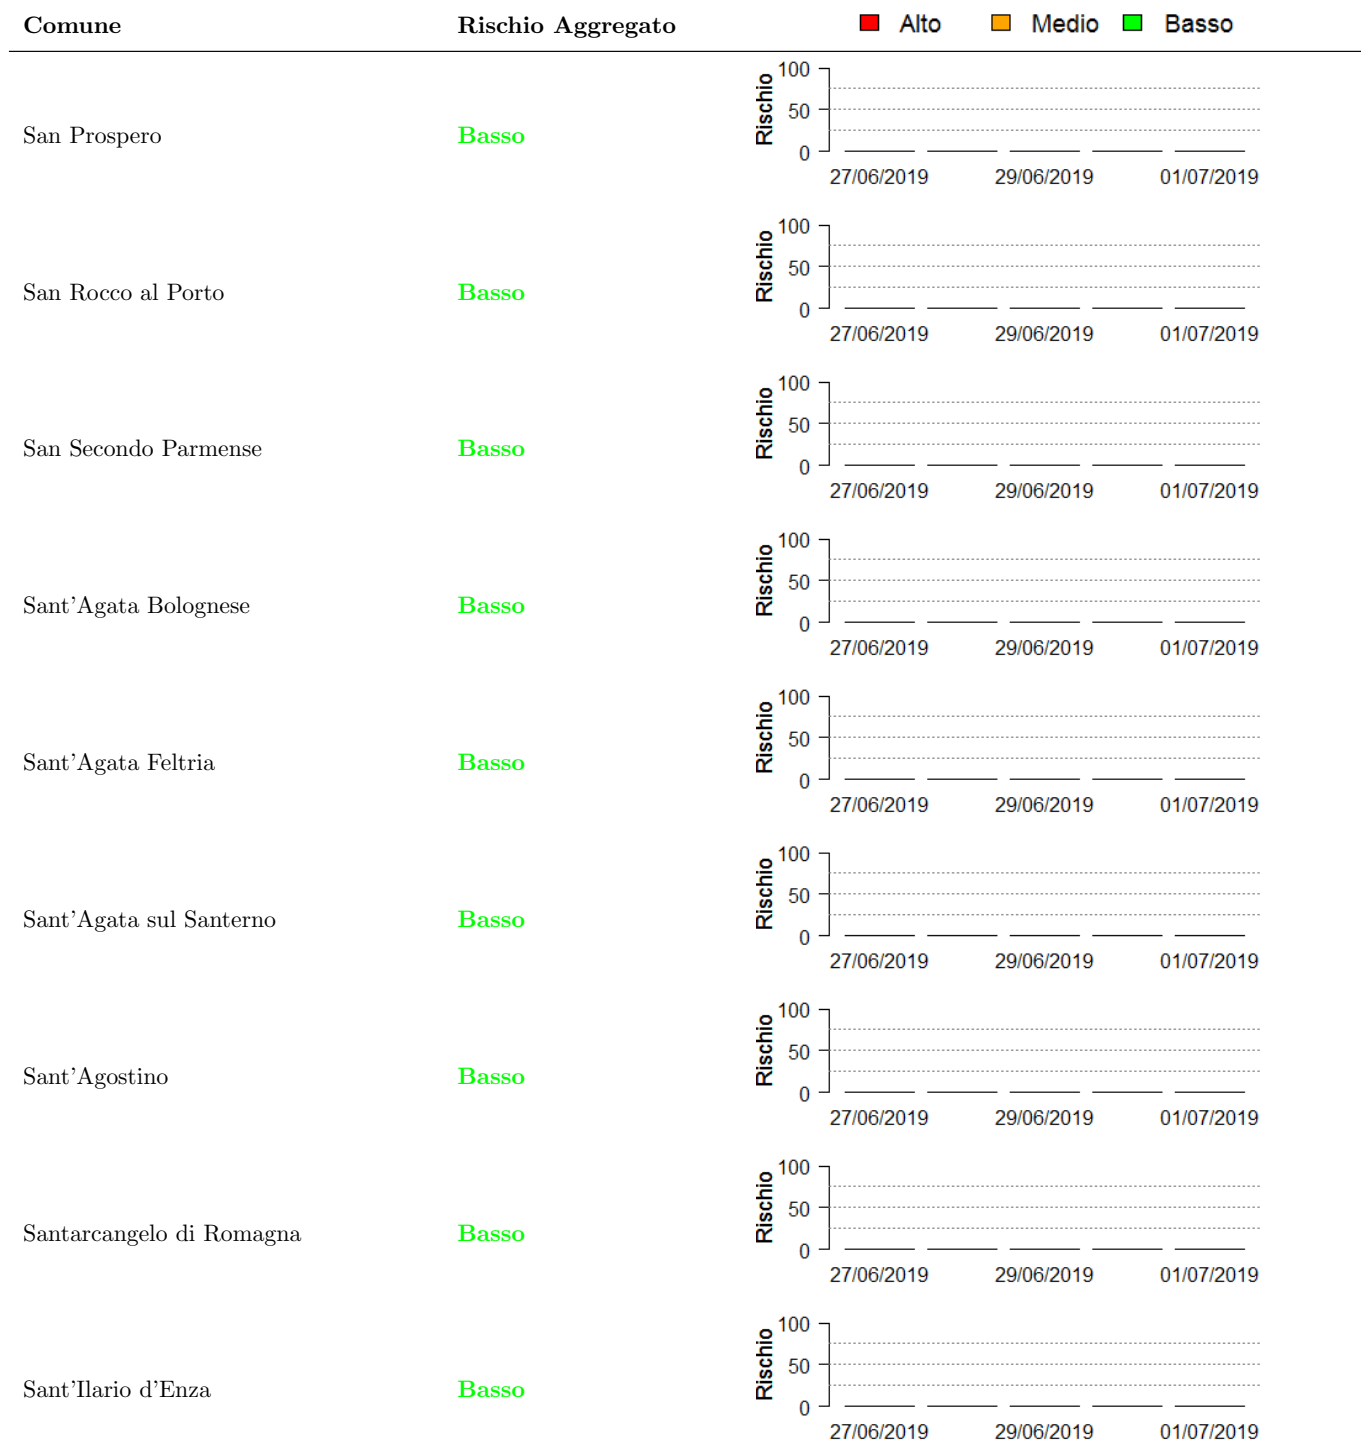 Comune Rischio Aggregato Alto Medio Basso
San Prospero Basso
Rischio
100
50
0
27/06/2019 29/06/2019 01/07/2019
San Rocco al Porto Basso
Rischio
100
50
0
27/06/2019 29/06/2019 01/07/2019
San Secondo Parmense Basso
Rischio
100
50
0
27/06/2019 29/06/2019 01/07/2019
Sant'Agata Bolognese Basso
Rischio
100
50
0
27/06/2019 29/06/2019 01/07/2019
Sant'Agata Feltria Basso
Rischio
100
50
0
27/06/2019 29/06/2019 01/07/2019
Sant'Agata sul Santerno Basso
Rischio
100
50
0
27/06/2019 29/06/2019 01/07/2019
Sant'Agostino Basso
Rischio
100
50
0
27/06/2019 29/06/2019 01/07/2019
Santarcangelo di Romagna Basso
Rischio
100
50
0
27/06/2019 29/06/2019 01/07/2019
Sant'Ilario d'Enza Basso
Rischio
100
50
0
27/06/2019 29/06/2019 01/07/2019